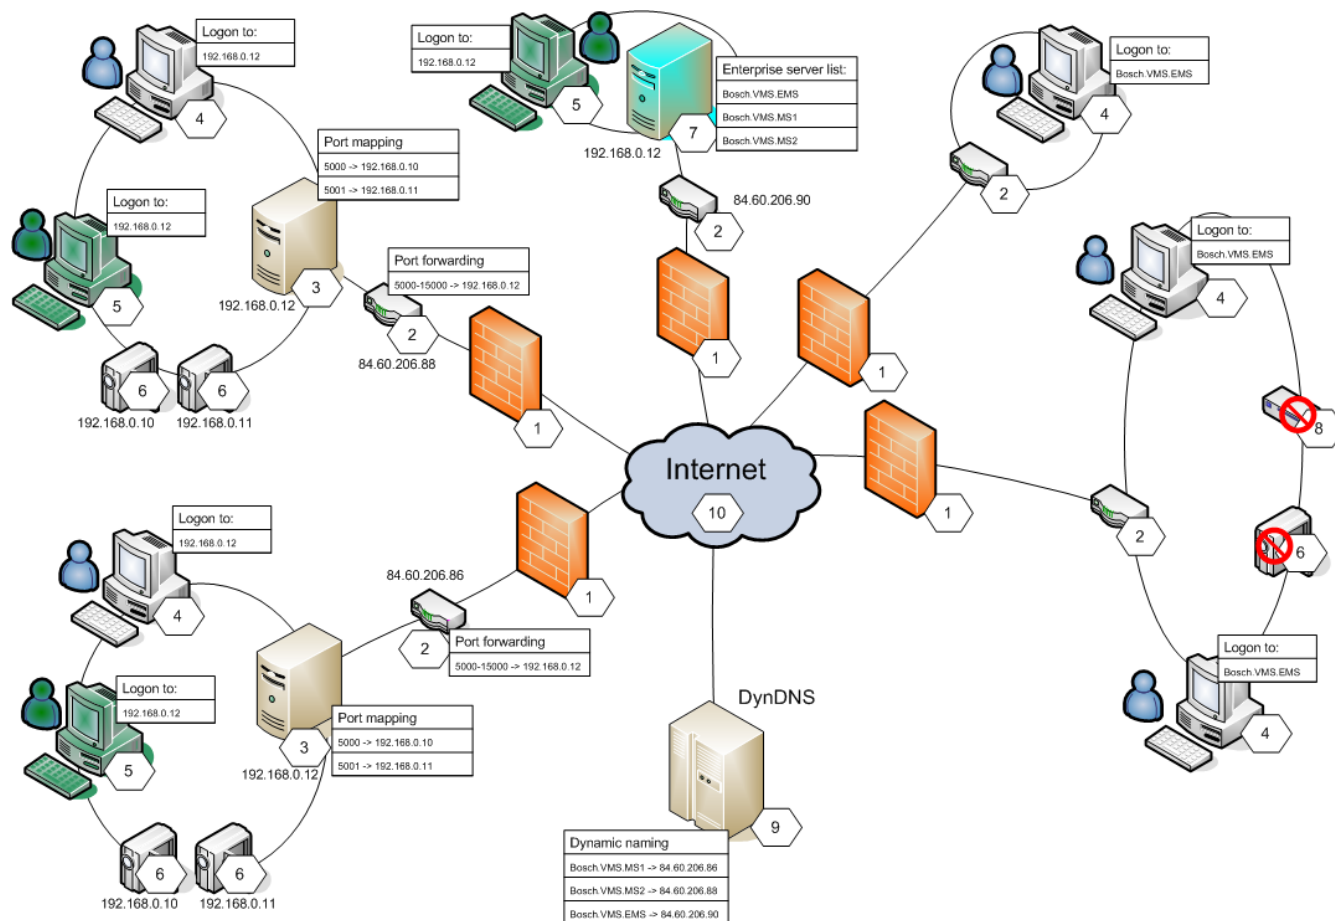 Logon to:
192.168.0.12
4
Port mapping
5000 -> 192.168.0.10
5001 -> 192.168.0.11
Logon to:
192.168.0.12
5
3
192.168.0.12
Port forwarding
5000-15000 -> 192.168.0.12
2
84.60.206.88
1
6
192.168.0.10
6
192.168.0.11
Logon to:
192.168.0.12
5
7
192.168.0.12
Enterprise server list:
Bosch.VMS.EMS
Bosch.VMS.MS1
Bosch.VMS.MS2
84.60.206.90
2
1
Logon to:
Bosch.VMS.EMS
4
2
1
Logon to:
Bosch.VMS.EMS
4
8
6
2
1
Logon to:
Bosch.VMS.EMS
4
Internet
10
Logon to:
192.168.0.12
4
Logon to:
192.168.0.12
5
84.60.206.86
1
2
Port forwarding
5000-15000 -> 192.168.0.12
3
192.168.0.12
Port mapping
5000 -> 192.168.0.10
5001 -> 192.168.0.11
6
192.168.0.10
6
192.168.0.11
DynDNS
9
Dynamic naming
Bosch.VMS.MS1 -> 84.60.206.86
Bosch.VMS.MS2 -> 84.60.206.88
Bosch.VMS.EMS -> 84.60.206.90